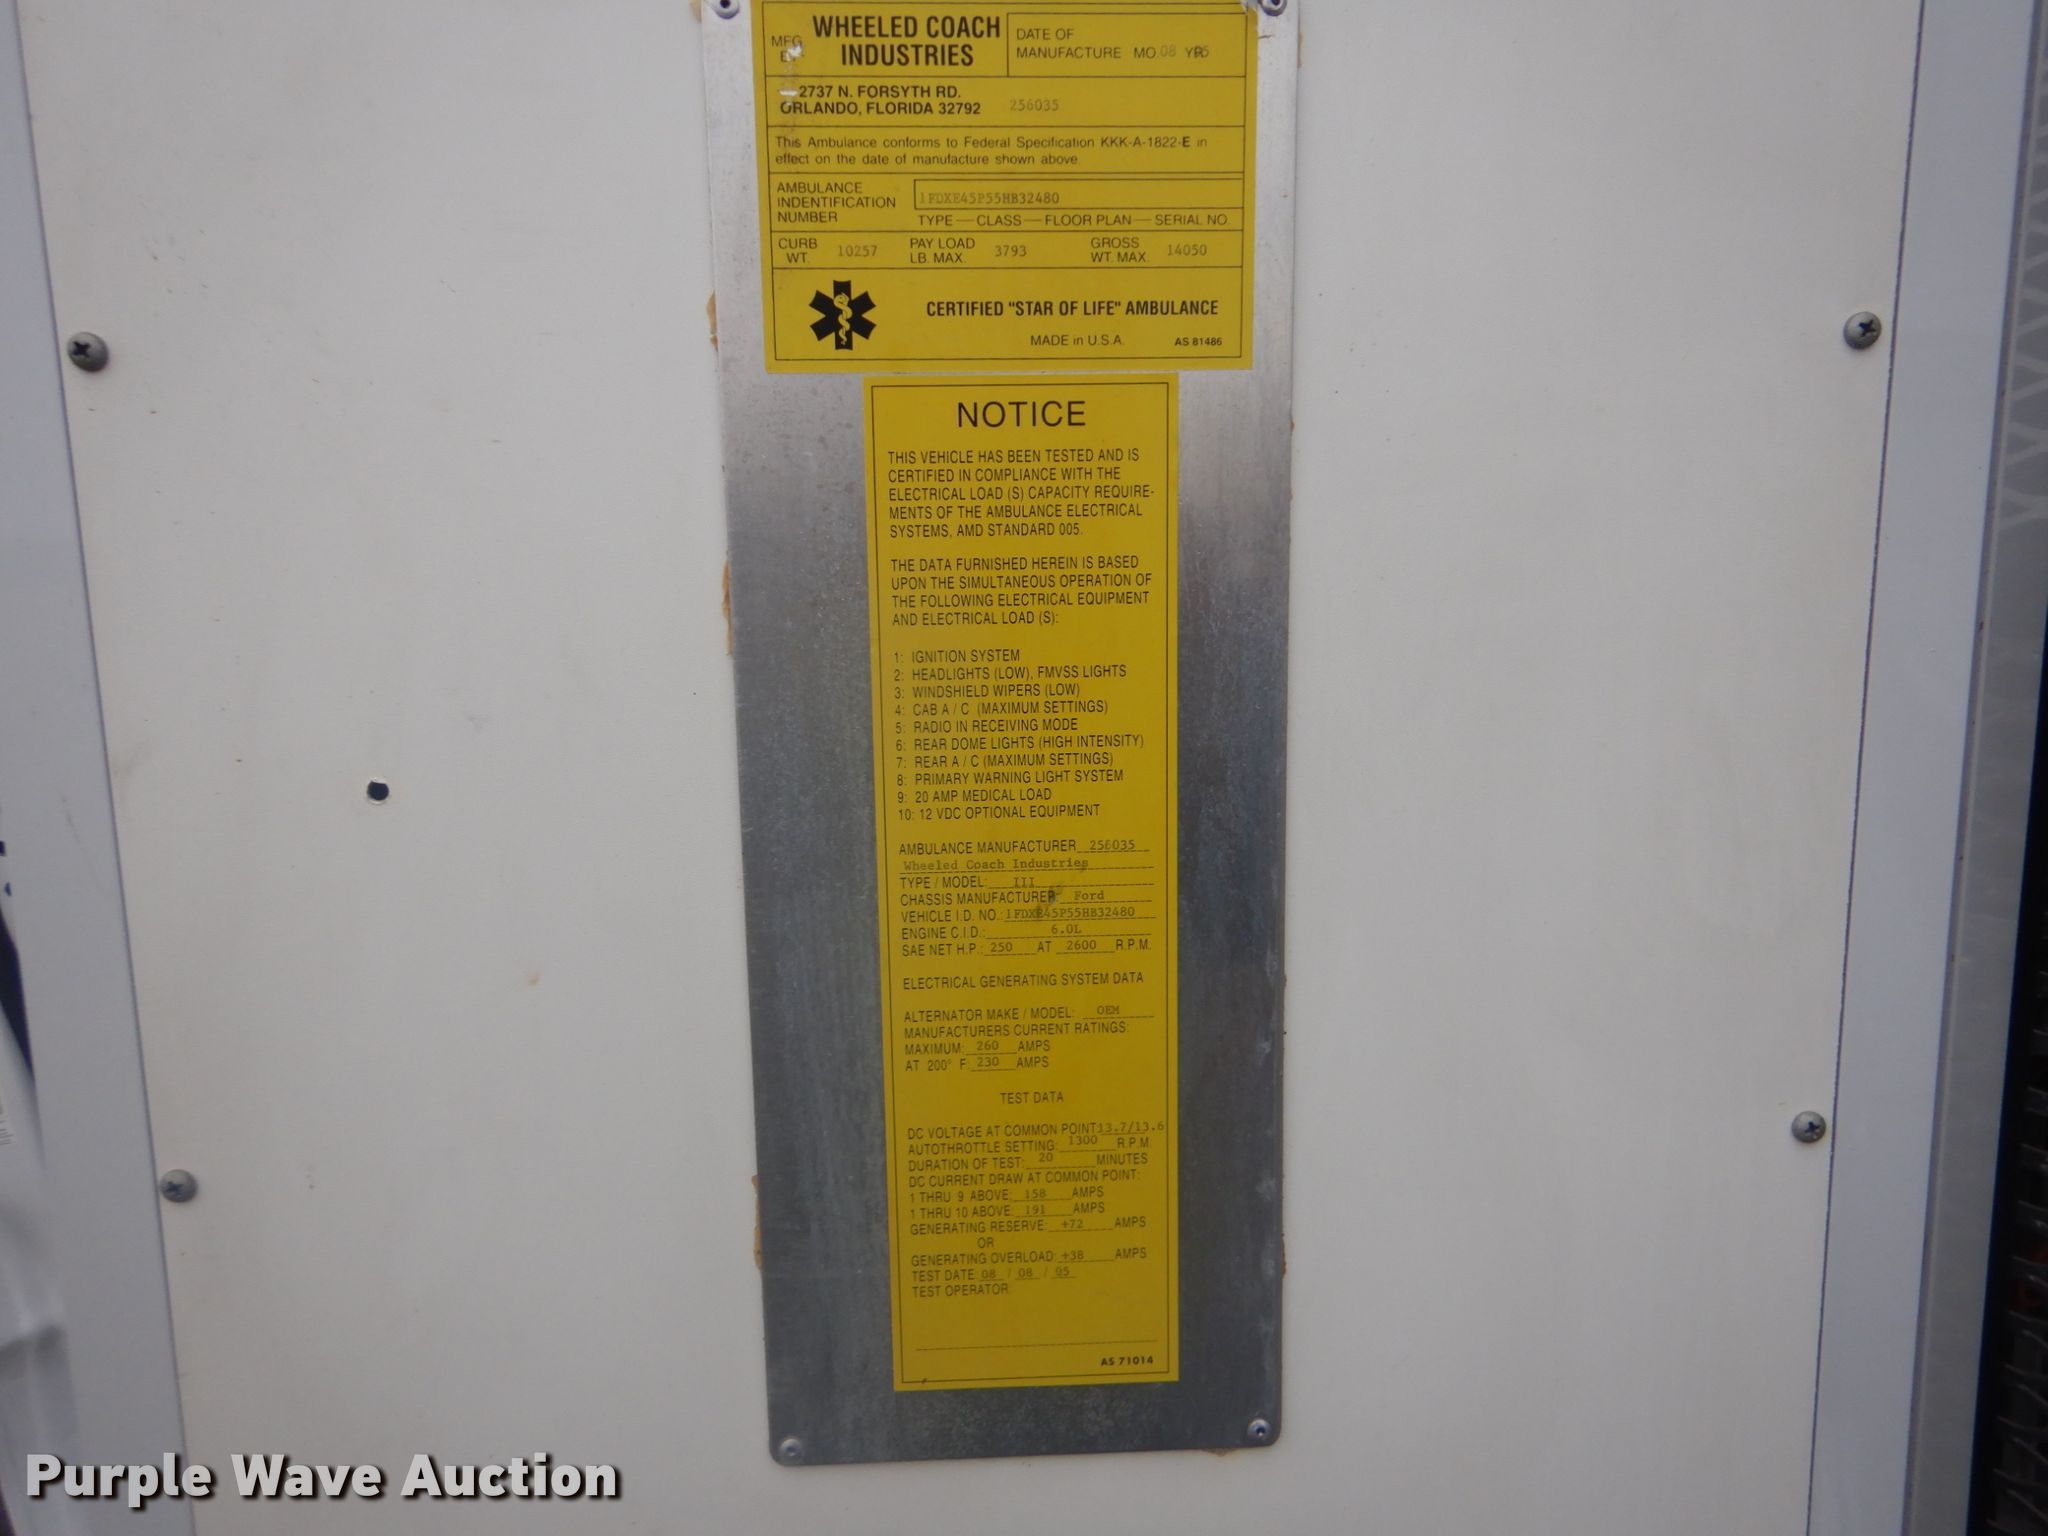 MFG. WHEELED COACH
BY INDUSTRIES
DATE OF
MANUFACTURE MO. 08 YR 05
2737 N. FORSYTH RD.
ORLANDO, FLORIDA 32792 256035
This Ambulance conforms to Federal Specification KKK-A-1822-E in
effect on the date of manufacture shown above.
AMBULANCE
INDENTIFICATION
NUMBER
1FDXE45P55HB32480
TYPE — CLASS — FLOOR PLAN — SERIAL NO.
CURB WT. 10257 PAY LOAD LB. MAX. 3793 GROSS WT. MAX. 14050
CERTIFIED "STAR OF LIFE" AMBULANCE
MADE in U.S.A. AS 81486
NOTICE
THIS VEHICLE HAS BEEN TESTED AND IS
CERTIFIED IN COMPLIANCE WITH THE
ELECTRICAL LOAD (S) CAPACITY REQUIRE-
MENTS OF THE AMBULANCE ELECTRICAL
SYSTEMS, AMD STANDARD 005.
THE DATA FURNISHED HEREIN IS BASED
UPON THE SIMULTANEOUS OPERATION OF
THE FOLLOWING ELECTRICAL EQUIPMENT
AND ELECTRICAL LOAD (S):
1: IGNITION SYSTEM
2: HEADLIGHTS (LOW), FMVSS LIGHTS
3: WINDSHIELD WIPERS (LOW)
4: CAB A / C (MAXIMUM SETTINGS)
5: RADIO IN RECEIVING MODE
6: REAR DOME LIGHTS (HIGH INTENSITY)
7: REAR A / C (MAXIMUM SETTINGS)
8: PRIMARY WARNING LIGHT SYSTEM
9: 20 AMP MEDICAL LOAD
10: 12 VDC OPTIONAL EQUIPMENT
AMBULANCE MANUFACTURER 256035
Wheeled Coach Industries
TYPE / MODEL: III
CHASSIS MANUFACTURER: Ford
VEHICLE I.D. NO.: 1FDXE45P55HB32480
ENGINE C.I.D.: 6.0L
SAE NET H.P.: 250 AT 2600 R.P.M.
ELECTRICAL GENERATING SYSTEM DATA
ALTERNATOR MAKE / MODEL: OEM
MANUFACTURERS CURRENT RATINGS:
MAXIMUM: 260 AMPS
AT 200° F: 230 AMPS
TEST DATA
DC VOLTAGE AT COMMON POINT 13.7/13.6
AUTOTHROTTLE SETTING: 1300 R.P.M.
DURATION OF TEST: 20 MINUTES
DC CURRENT DRAW AT COMMON POINT:
1 THRU 9 ABOVE: 158 AMPS
1 THRU 10 ABOVE: 191 AMPS
GENERATING RESERVE: +72 AMPS
OR
GENERATING OVERLOAD: +38 AMPS
TEST DATE: 08 / 08 / 05
TEST OPERATOR:
AS 71014
Purple Wave Auction